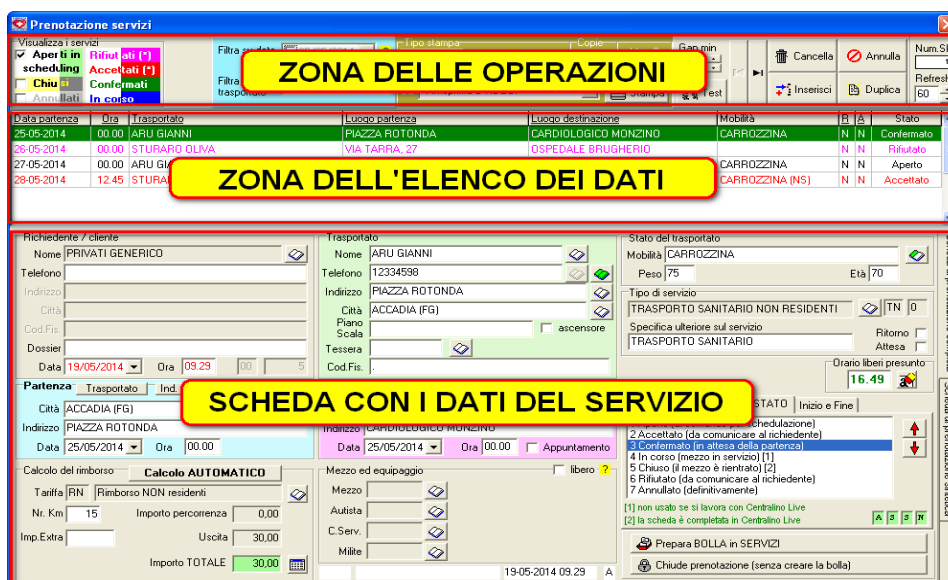 Prenotazione servizi
Visualizza i servizi
Aperti in scheduling
Chiusi
Annullati
Rifiutati (*)
Accettati (*)
Confermati
In corso
Filtra su data
Filtra
trasporto
Tipo stampa
Copie
Stampa
Gap min
Test
Cancella
Annulla
Inserisci
Duplica
Num.S
Refresh
60
ZONA DELLE OPERAZIONI
Data partenza Ora Trasportato Luogo partenza Luogo destinazione Mobilità R A Stato
25-05-2014 00.00 ARU GIANNI PIAZZA ROTONDA CARDIOLOGICO MONZINO CARROZZINA N N Confermato
26-05-2014 00.00 STURARO OLIVA VIA TARRA, 27 OSPEDALE BRUGHERIO N N Rifiutato
27-05-2014 00.00 ARU CARROZZINA N N Aperto
28-05-2014 12.45 CARROZZINA (NS) N N Accettato
ZONA DELL'ELENCO DEI DATI
Richiedente / cliente
Nome PRIVATI GENERICO
Telefono
Indirizzo
Città
Cod.Fis.
Dossier
Data 19/05/2014 Ora 09.29 00 5
Trasportato
Nome ARU GIANNI
Telefono 12334598
Indirizzo PIAZZA ROTONDA
Città ACCADIA (FG)
Piano
Scala
ascensore
Tessera
Cod.Fis. .
Stato del trasportato
Mobilità CARROZZINA
Peso 75 Età 70
Tipo di servizio
TRASPORTO SANITARIO NON RESIDENTI TN 0
Specifica ulteriore sul servizio
TRASPORTO SANITARIO
Ritorno
Attesa
Orario liberi presunto
16.49
SCHEDA CON I DATI DEL SERVIZIO
Partenza Trasportato Ind.
Città ACCADIA (FG)
Indirizzo PIAZZA ROTONDA
Data 25/05/2014 Ora 00.00
Indirizzo CARDIOLOGICO MONZINO
Data 25/05/2014 Ora 00.00 Appuntamento
STATO Inizio e Fine
2 Accettato (da comunicare al richiedente)
3 Confermato (in attesa della partenza)
4 In corso (mezzo in servizio) [1]
5 Chiuso (il mezzo è rientrato) [2]
6 Rifiutato (da comunicare al richiedente)
7 Annullato (definitivamente)
[1] non usato se si lavora con Centralino Live
[2] la scheda è completata in Centralino Live
A S S N
Calcolo del rimborso Calcolo AUTOMATICO
Tariffa RN Rimborso NON residenti
Nr. Km 15 Importo percorrenza 0,00
Imp.Extra Uscita 30,00
Importo TOTALE 30,00
Mezzo ed equipaggio libero ?
Mezzo
Autista
C.Serv.
Milite
19-05-2014 09.29 A
Prepara BOLLA in SERVIZI
Chiude prenotazione (senza creare la bolla)